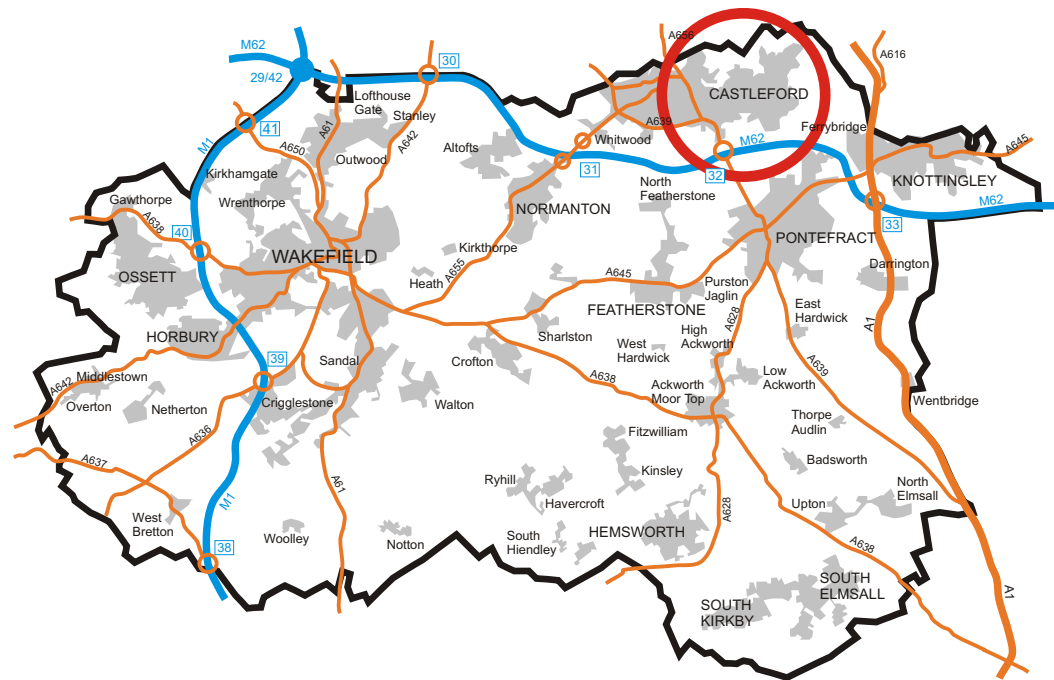 A656
M62
30
A616
29/42
CASTLEFORD
Lofthouse
Gate
Stanley
41
A61
A639
Ferrybridge
M1
A650
A642
Whitwood
M62
A645
Outwood
Altofts
31
32
Kirkhamgate
North
Featherstone
KNOTTINGLEY
Gawthorpe
Wrenthorpe
NORMANTON
M62
A638
40
33
PONTEFRACT
WAKEFIELD
Kirkthorpe
OSSETT
A655
Heath
A645
Darrington
Purston
Jaglin
FEATHERSTONE
East
Hardwick
A628
A1
HORBURY
Sharlston
High
Ackworth
West
Hardwick
39
Sandal
Crofton
A638
A639
Middlestown
A642
Low
Ackworth
Overton
Netherton
Crigglestone
Walton
Ackworth
Moor Top
Wentbridge
Thorpe
Audlin
A636
Fitzwilliam
A637
Badsworth
Kinsley
Ryhill
A61
North
Elmsall
M1
Havercroft
A628
Upton
West
Bretton
Woolley
South
Hiendley
HEMSWORTH
38
Notton
A638
SOUTH
ELMSALL
A1
SOUTH
KIRKBY